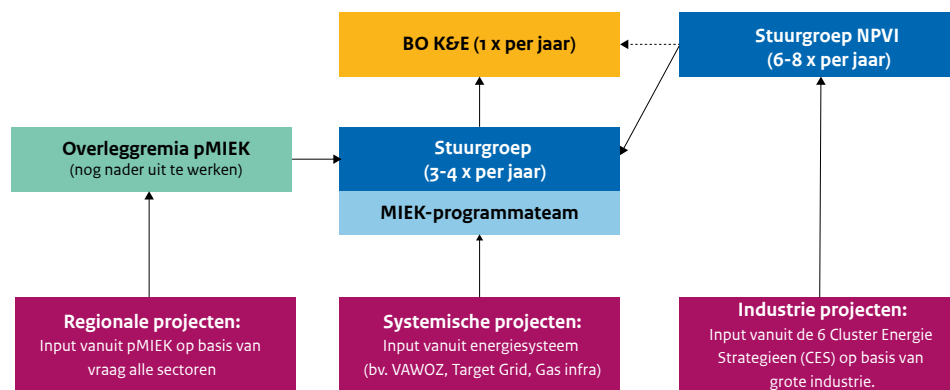 BO K&E (1 x per jaar)
Stuurgroep NPVI
(6-8 x per jaar)
Overleggremia pMIEK
(nog nader uit te werken)
Stuurgroep
(3-4 x per jaar)
MIEK-programmateam
Regionale projecten:
Input vanuit pMIEK op basis van
vraag alle sectoren
Systemische projecten:
Input vanuit energiesysteem
(bv. VAWOZ, Target Grid, Gas infra)
Industrie projecten:
Input vanuit de 6 Cluster Energie
Strategieen (CES) op basis van
grote industrie.